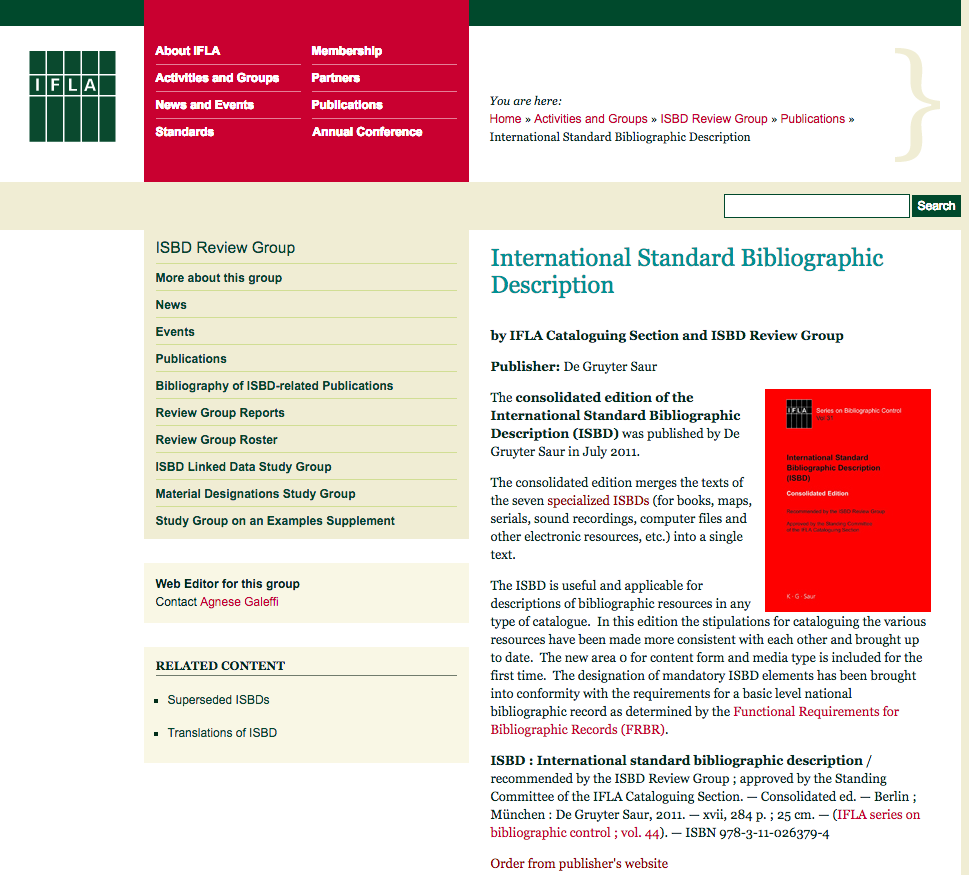 IFLA
About IFLA
Activities and Groups
News and Events
Standards
Membership
Partners
Publications
Annual Conference
You are here:
Home » Activities and Groups » ISBD Review Group » Publications »
International Standard Bibliographic Description
}
Search
ISBD Review Group
More about this group
News
Events
Publications
Bibliography of ISBD-related Publications
Review Group Reports
Review Group Roster
ISBD Linked Data Study Group
Material Designations Study Group
Study Group on an Examples Supplement
Web Editor for this group
Contact Agnese Galeffi
RELATED CONTENT
▪ Superseded ISBDs
▪ Translations of ISBD
International Standard Bibliographic
Description
by IFLA Cataloguing Section and ISBD Review Group
Publisher: De Gruyter Saur
The consolidated edition of the
International Standard Bibliographic
Description (ISBD) was published by De
Gruyter Saur in July 2011.
The consolidated edition merges the texts of
the seven specialized ISBDs (for books, maps,
serials, sound recordings, computer files and
other electronic resources, etc.) into a single
text.
The ISBD is useful and applicable for
descriptions of bibliographic resources in any
type of catalogue.  In this edition the stipulations for cataloguing the various
resources have been made more consistent with each other and brought up
to date.  The new area 0 for content form and media type is included for the
first time.  The designation of mandatory ISBD elements has been brought
into conformity with the requirements for a basic level national
bibliographic record as determined by the Functional Requirements for
Bibliographic Records (FRBR).
ISBD : International standard bibliographic description /
recommended by the ISBD Review Group ; approved by the Standing
Committee of the IFLA Cataloguing Section. — Consolidated ed. — Berlin ;
München : De Gruyter Saur, 2011. — xvii, 284 p. ; 25 cm. — (IFLA series on
bibliographic control ; vol. 44). — ISBN 978-3-11-026379-4
Order from publisher's website
IFLA
Series on Bibliographic Control
International Standard
Bibliographic Description
(ISBD)
Consolidated Edition
Recommended by the ISBD Review Group
Approved by the Standing Committee
of the IFLA Cataloguing Section
K · G · Saur